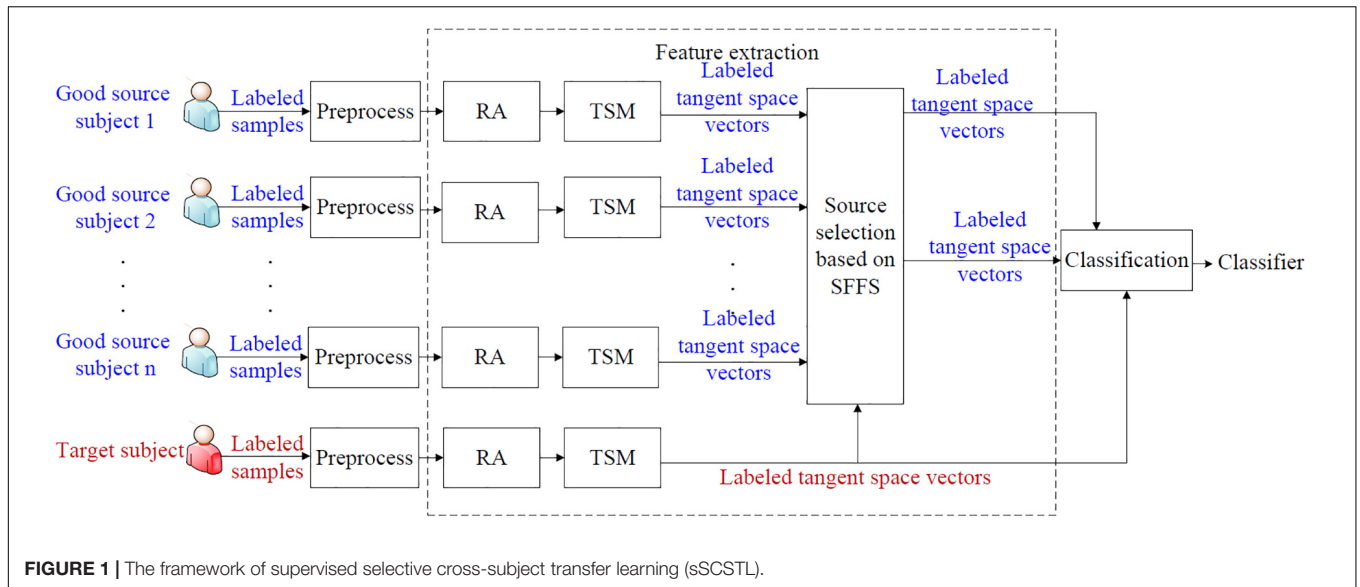 Feature extraction
Good source
subject 1
Labeled
samples
Preprocess
RA
TSM
Labeled
tangent space
vectors
Good source
subject 2
Labeled
samples
Preprocess
RA
TSM
Labeled
tangent space
vectors
Good source
subject n
Labeled
samples
Preprocess
RA
TSM
Labeled
tangent space
vectors
Source
selection
based on
SFFS
Labeled
tangent space
vectors
Labeled
tangent space
vectors
Classification
Classifier
Target subject
Labeled
samples
Preprocess
RA
TSM
Labeled tangent space vectors
FIGURE 1 | The framework of supervised selective cross-subject transfer learning (sSCSTL).